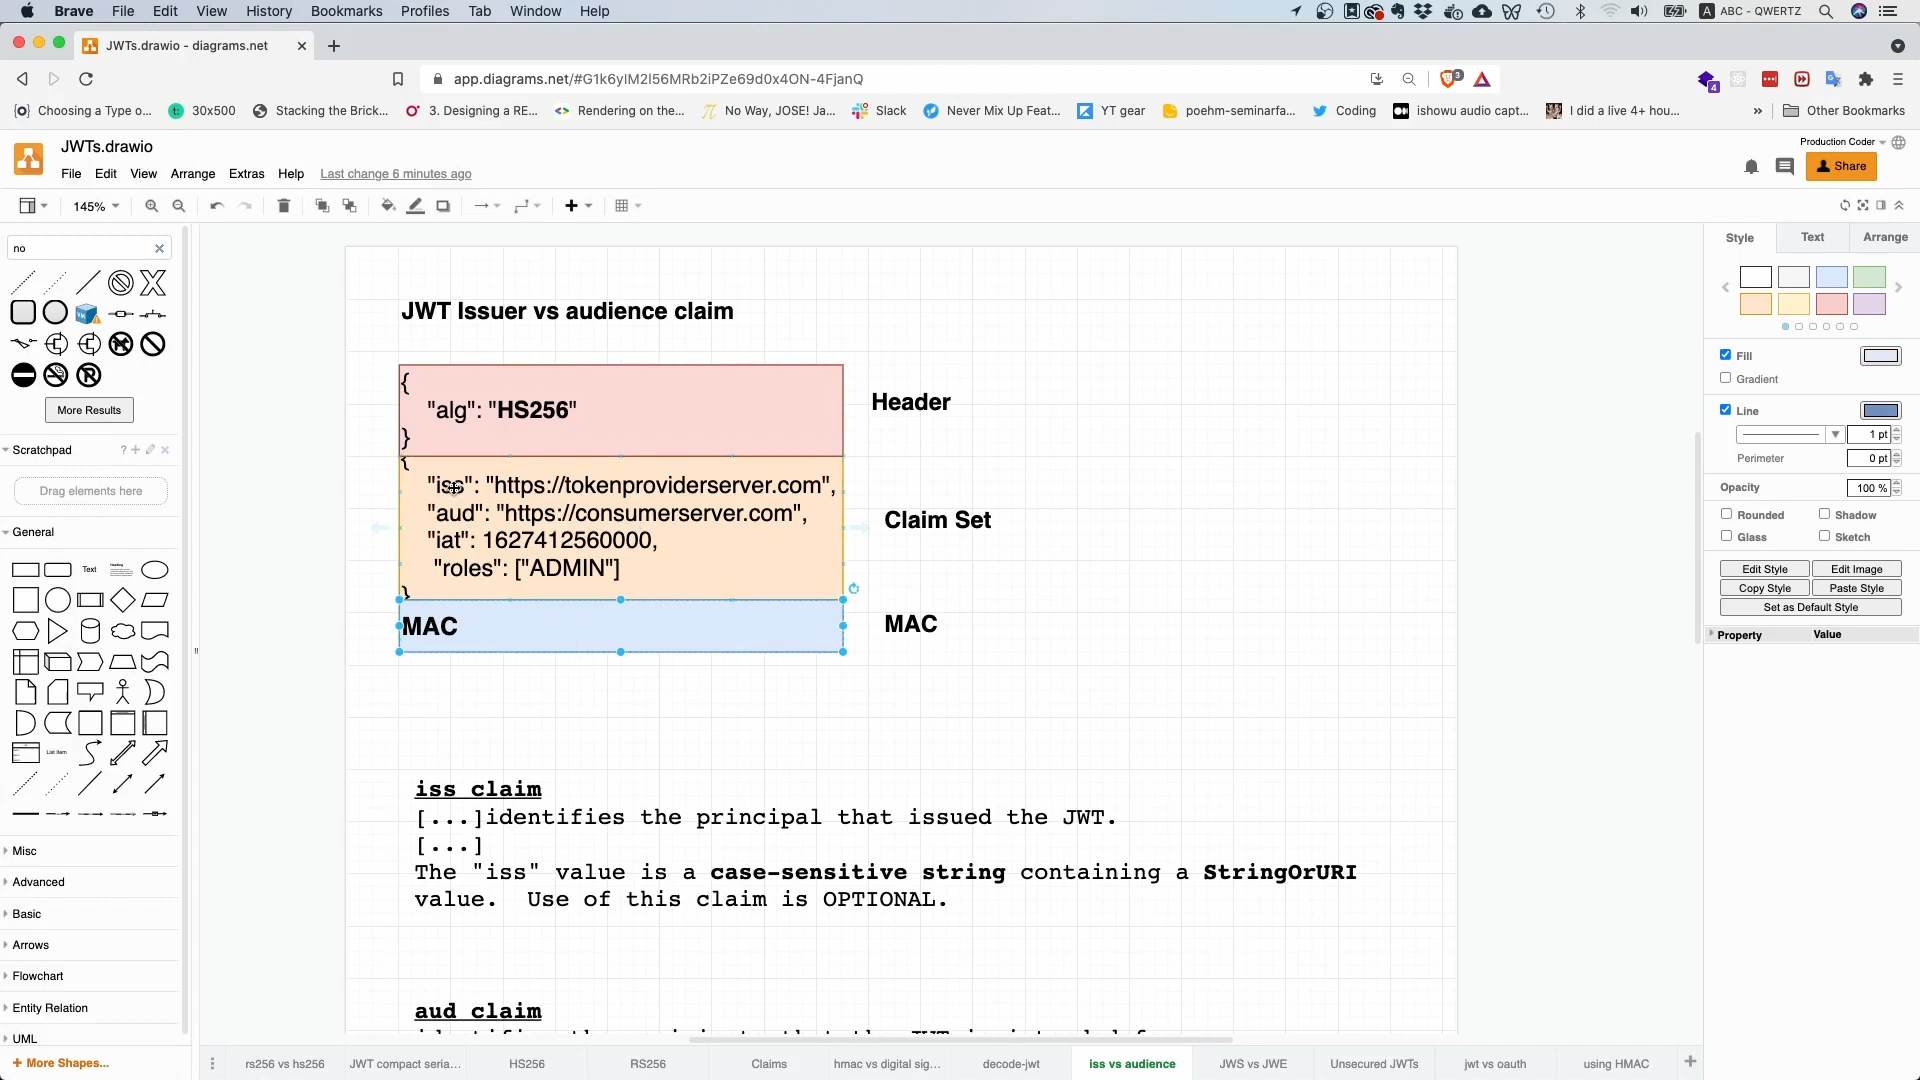 Brave File Edit View History Bookmarks Profiles Tab Window Help
A ABC - QWERTZ
JWTs.drawio - diagrams.net
app.diagrams.net/#G1k6ylM2l56MRb2iPZe69d0x4ON-4FjanQ
3
4
Choosing a Type o... 30x500 Stacking the Brick... 3. Designing a RE... Rendering on the... No Way, JOSE! Ja... Slack Never Mix Up Feat... YT gear poehm-seminarfa... Coding ishowu audio capt... I did a live 4+ hou... » Other Bookmarks
JWTs.drawio
Production Coder
File Edit View Arrange Extras Help Last change 6 minutes ago
Share
145%
no
More Results
Scratchpad
Drag elements here
General
Text
Heading
List Item
Misc
Advanced
Basic
Arrows
Flowchart
Entity Relation
UML
+ More Shapes...
JWT Issuer vs audience claim
{
"alg": "HS256"
}
Header
{
"iss": "https://tokenproviderserver.com",
"aud": "https://consumerserver.com",
"iat": 1627412560000,
"roles": ["ADMIN"]
}
Claim Set
MAC
MAC
iss claim
[...]identifies the principal that issued the JWT.
[...]
The "iss" value is a case-sensitive string containing a StringOrURI
value. Use of this claim is OPTIONAL.
aud claim
Style Text Arrange
Fill
Gradient
Line
1 pt
Perimeter 0 pt
Opacity 100 %
Rounded Shadow
Glass Sketch
Edit Style Edit Image
Copy Style Paste Style
Set as Default Style
Property Value
rs256 vs hs256 JWT compact seria... HS256 RS256 Claims hmac vs digital sig... decode-jwt iss vs audience JWS vs JWE Unsecured JWTs jwt vs oauth using HMAC